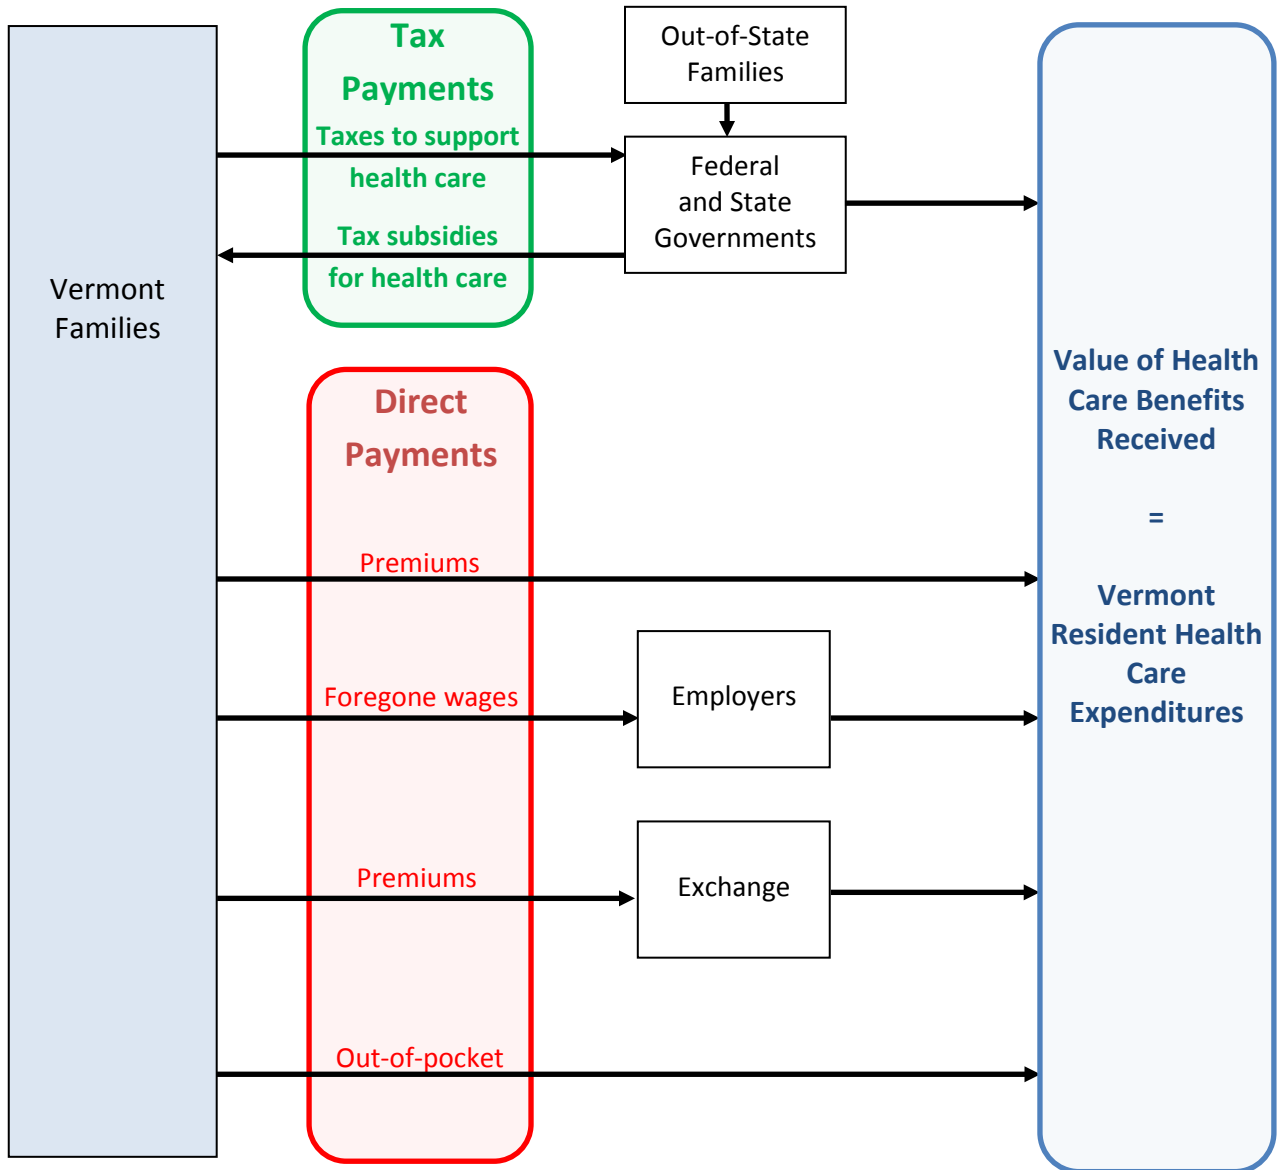 Vermont
Families
Tax
Payments
Taxes to support
health care
Tax subsidies
for health care
Out-of-State
Families
Federal
and State
Governments
Direct
Payments
Premiums
Foregone wages
Employers
Premiums
Exchange
Out-of-pocket
Value of Health
Care Benefits
Received
=
Vermont
Resident Health
Care
Expenditures